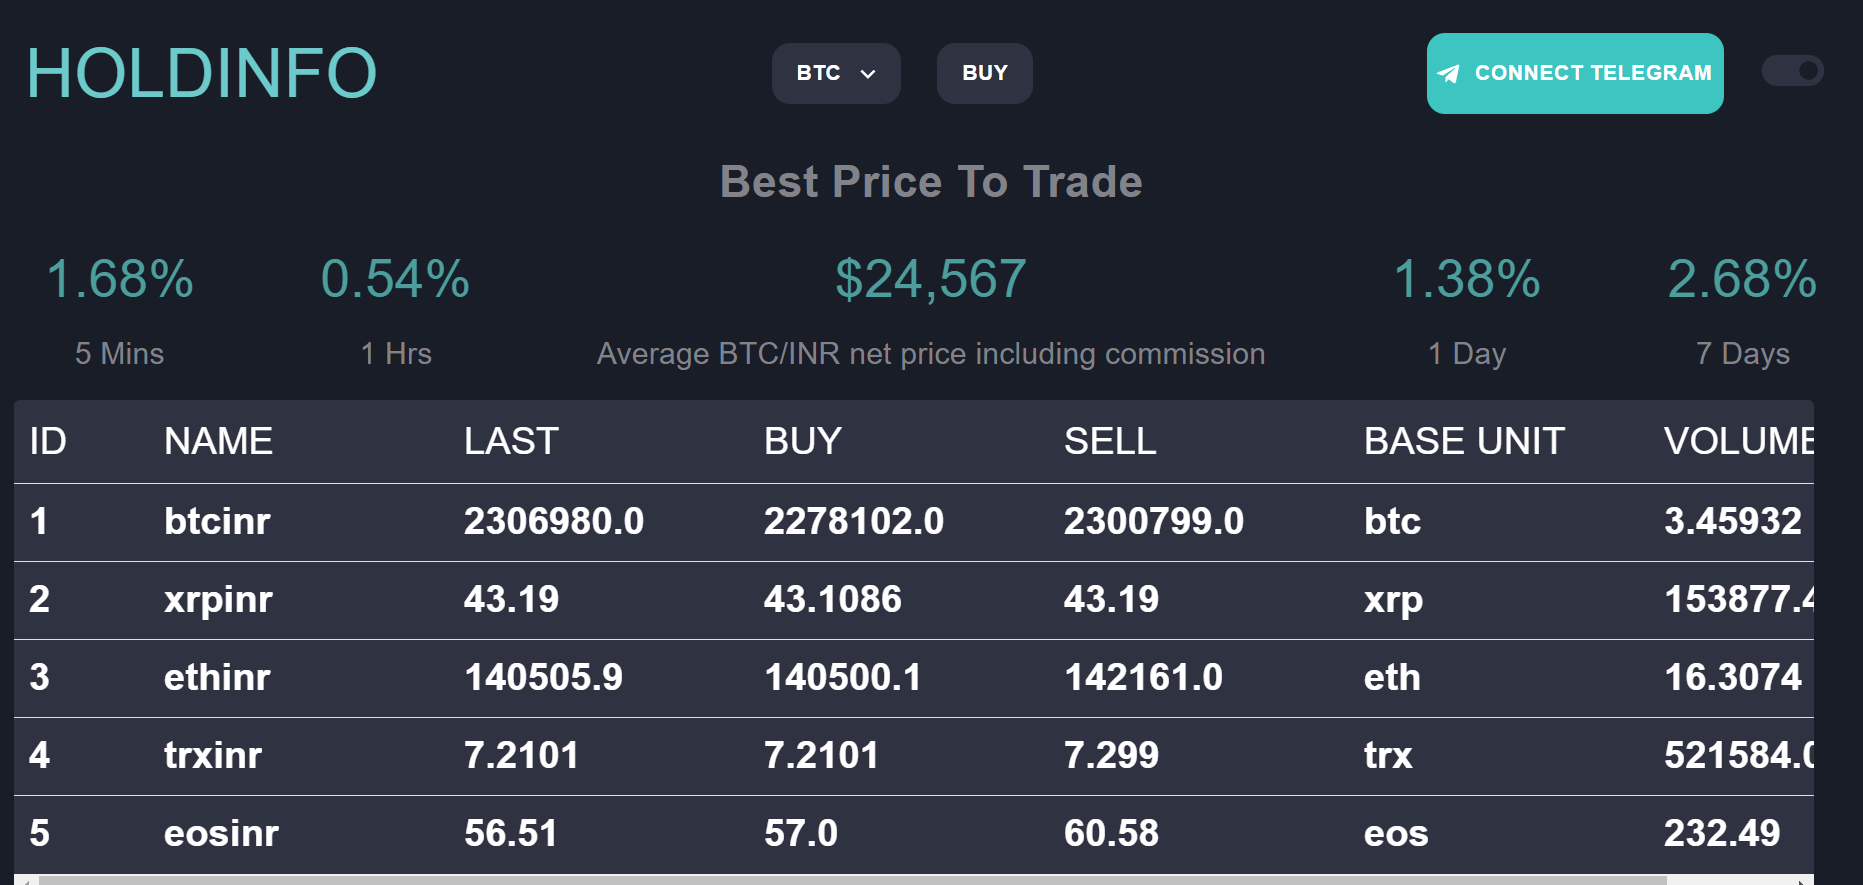 HOLDINFO
BTC
BUY
CONNECT TELEGRAM
Best Price To Trade
1.68% 0.54% $24,567 1.38% 2.68%
5 Mins 1 Hrs Average BTC/INR net price including commission 1 Day 7 Days
ID NAME LAST BUY SELL BASE UNIT VOLUME
1 btcinr 2306980.0 2278102.0 2300799.0 btc 3.45932
2 xrpinr 43.19 43.1086 43.19 xrp 153877.4
3 ethinr 140505.9 140500.1 142161.0 eth 16.3074
4 trxinr 7.2101 7.2101 7.299 trx 521584.0
5 eosinr 56.51 57.0 60.58 eos 232.49